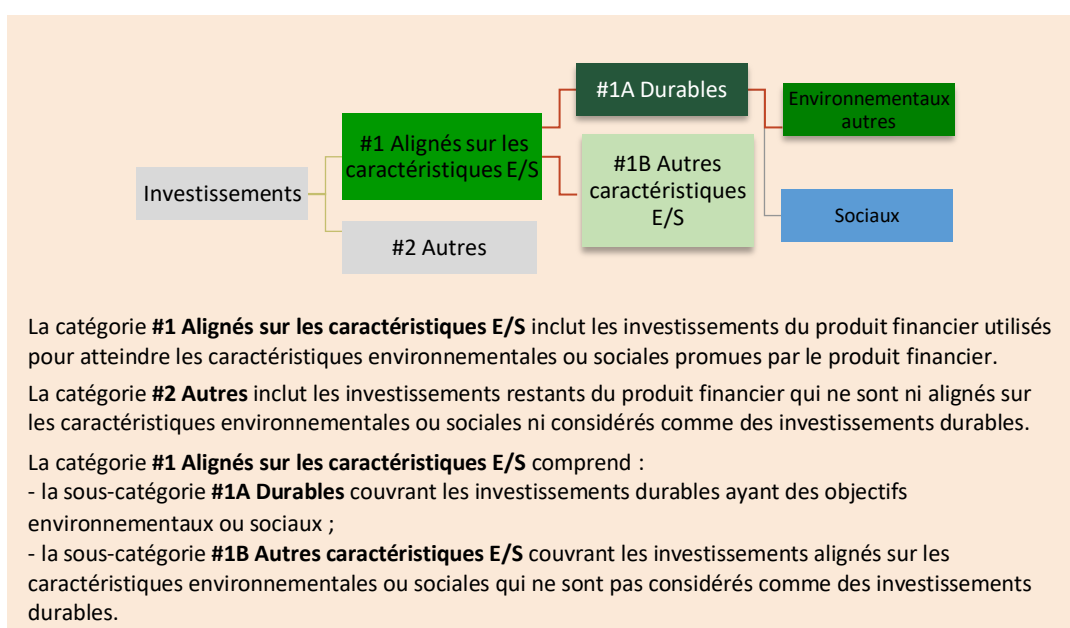 #1A Durables
Environnementaux
autres
#1 Alignés sur les
caractéristiques E/S
#1B Autres
caractéristiques
E/S
Investissements
Sociaux
#2 Autres
La catégorie #1 Alignés sur les caractéristiques E/S inclut les investissements du produit financier utilisés
pour atteindre les caractéristiques environnementales ou sociales promues par le produit financier.
La catégorie #2 Autres inclut les investissements restants du produit financier qui ne sont ni alignés sur
les caractéristiques environnementales ou sociales ni considérés comme des investissements durables.
La catégorie #1 Alignés sur les caractéristiques E/S comprend :
- la sous-catégorie #1A Durables couvrant les investissements durables ayant des objectifs
environnementaux ou sociaux ;
- la sous-catégorie #1B Autres caractéristiques E/S couvrant les investissements alignés sur les
caractéristiques environnementales ou sociales qui ne sont pas considérés comme des investissements
durables.